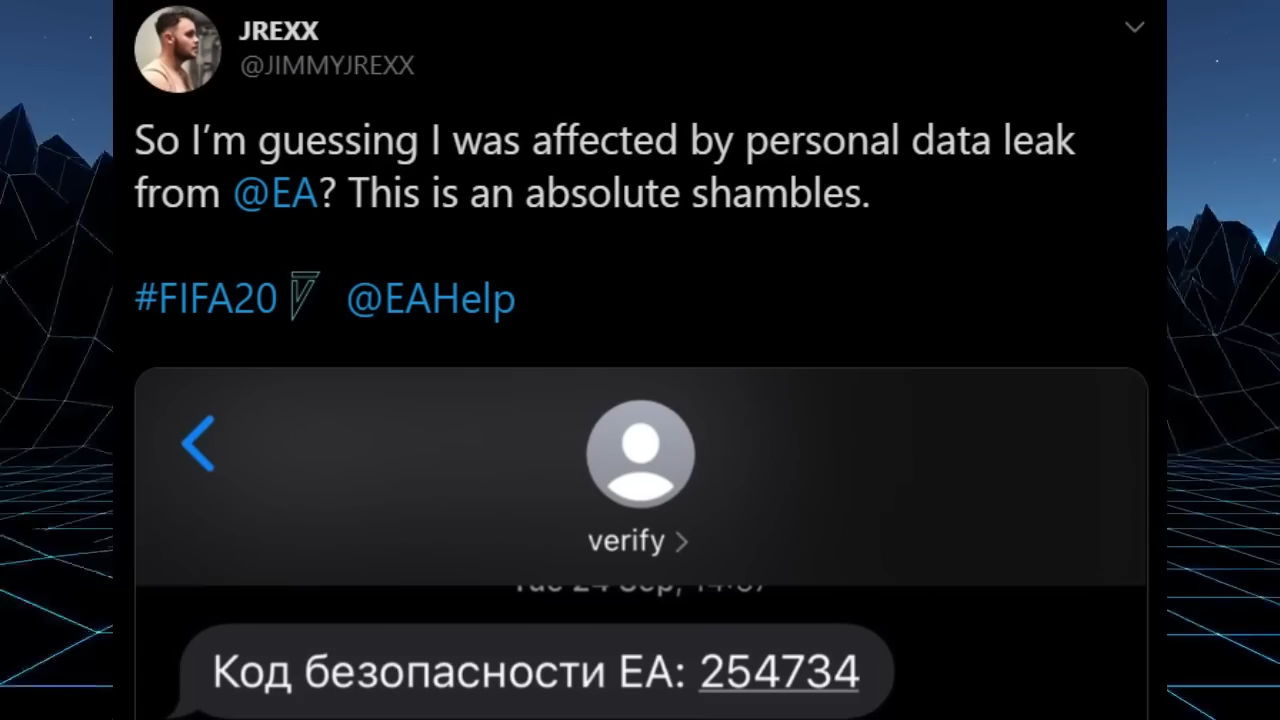 JREXX
@JIMMYJREXX
So I’m guessing I was affected by personal data leak
from @EA? This is an absolute shambles.
#FIFA20 @EAHelp
verify
Код безопасности EA: 254734